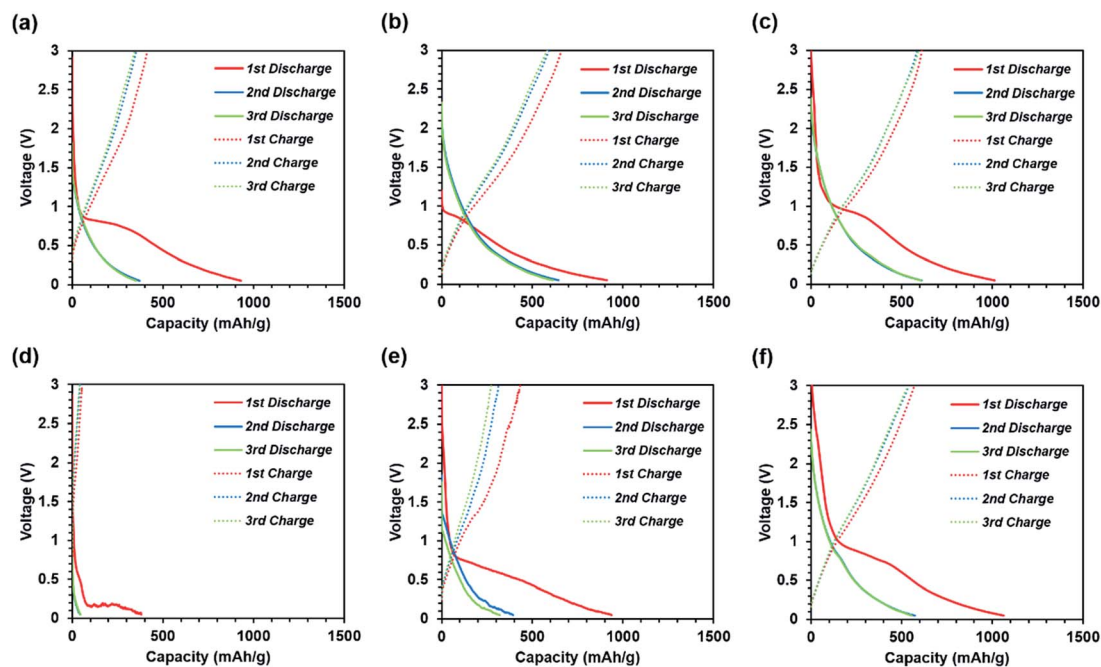 (a)
Voltage (V)
3
2.5
2
1.5
1
0.5
0
0
500
1000
1500
Capacity (mAh/g)
1st Discharge
2nd Discharge
3rd Discharge
1st Charge
2nd Charge
3rd Charge
(b)
Voltage (V)
3
2.5
2
1.5
1
0.5
0
0
500
1000
1500
Capacity (mAh/g)
1st Discharge
2nd Discharge
3rd Discharge
1st Charge
2nd Charge
3rd Charge
(c)
Voltage (V)
3
2.5
2
1.5
1
0.5
0
0
500
1000
1500
Capacity (mAh/g)
1st Discharge
2nd Discharge
3rd Discharge
1st Charge
2nd Charge
3rd Charge
(d)
Voltage (V)
3
2.5
2
1.5
1
0.5
0
0
500
1000
1500
Capacity (mAh/g)
1st Discharge
2nd Discharge
3rd Discharge
1st Charge
2nd Charge
3rd Charge
(e)
Voltage (V)
3
2.5
2
1.5
1
0.5
0
0
500
1000
1500
Capacity (mAh/g)
1st Discharge
2nd Discharge
3rd Discharge
1st Charge
2nd Charge
3rd Charge
(f)
Voltage (V)
3
2.5
2
1.5
1
0.5
0
0
500
1000
1500
Capacity (mAh/g)
1st Discharge
2nd Discharge
3rd Discharge
1st Charge
2nd Charge
3rd Charge